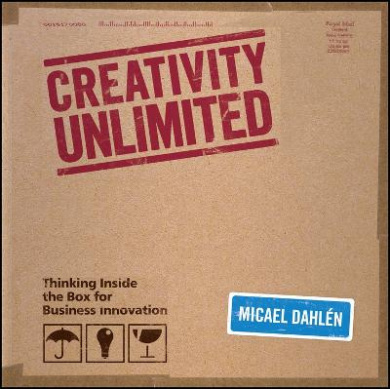 CREATIVITY
UNLIMITED
Thinking Inside
the Box for
Business Innovation
MICAEL DAHLÉN